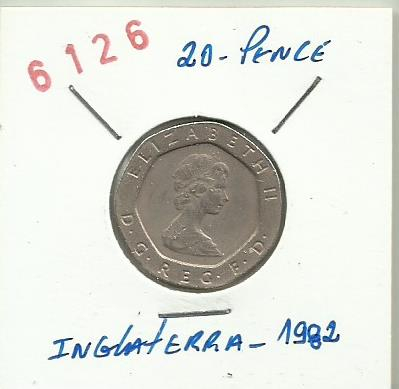 6126
20-PENCE
ELIZABETH II
D.G.REG.F.D.
INGLATERRA-1982